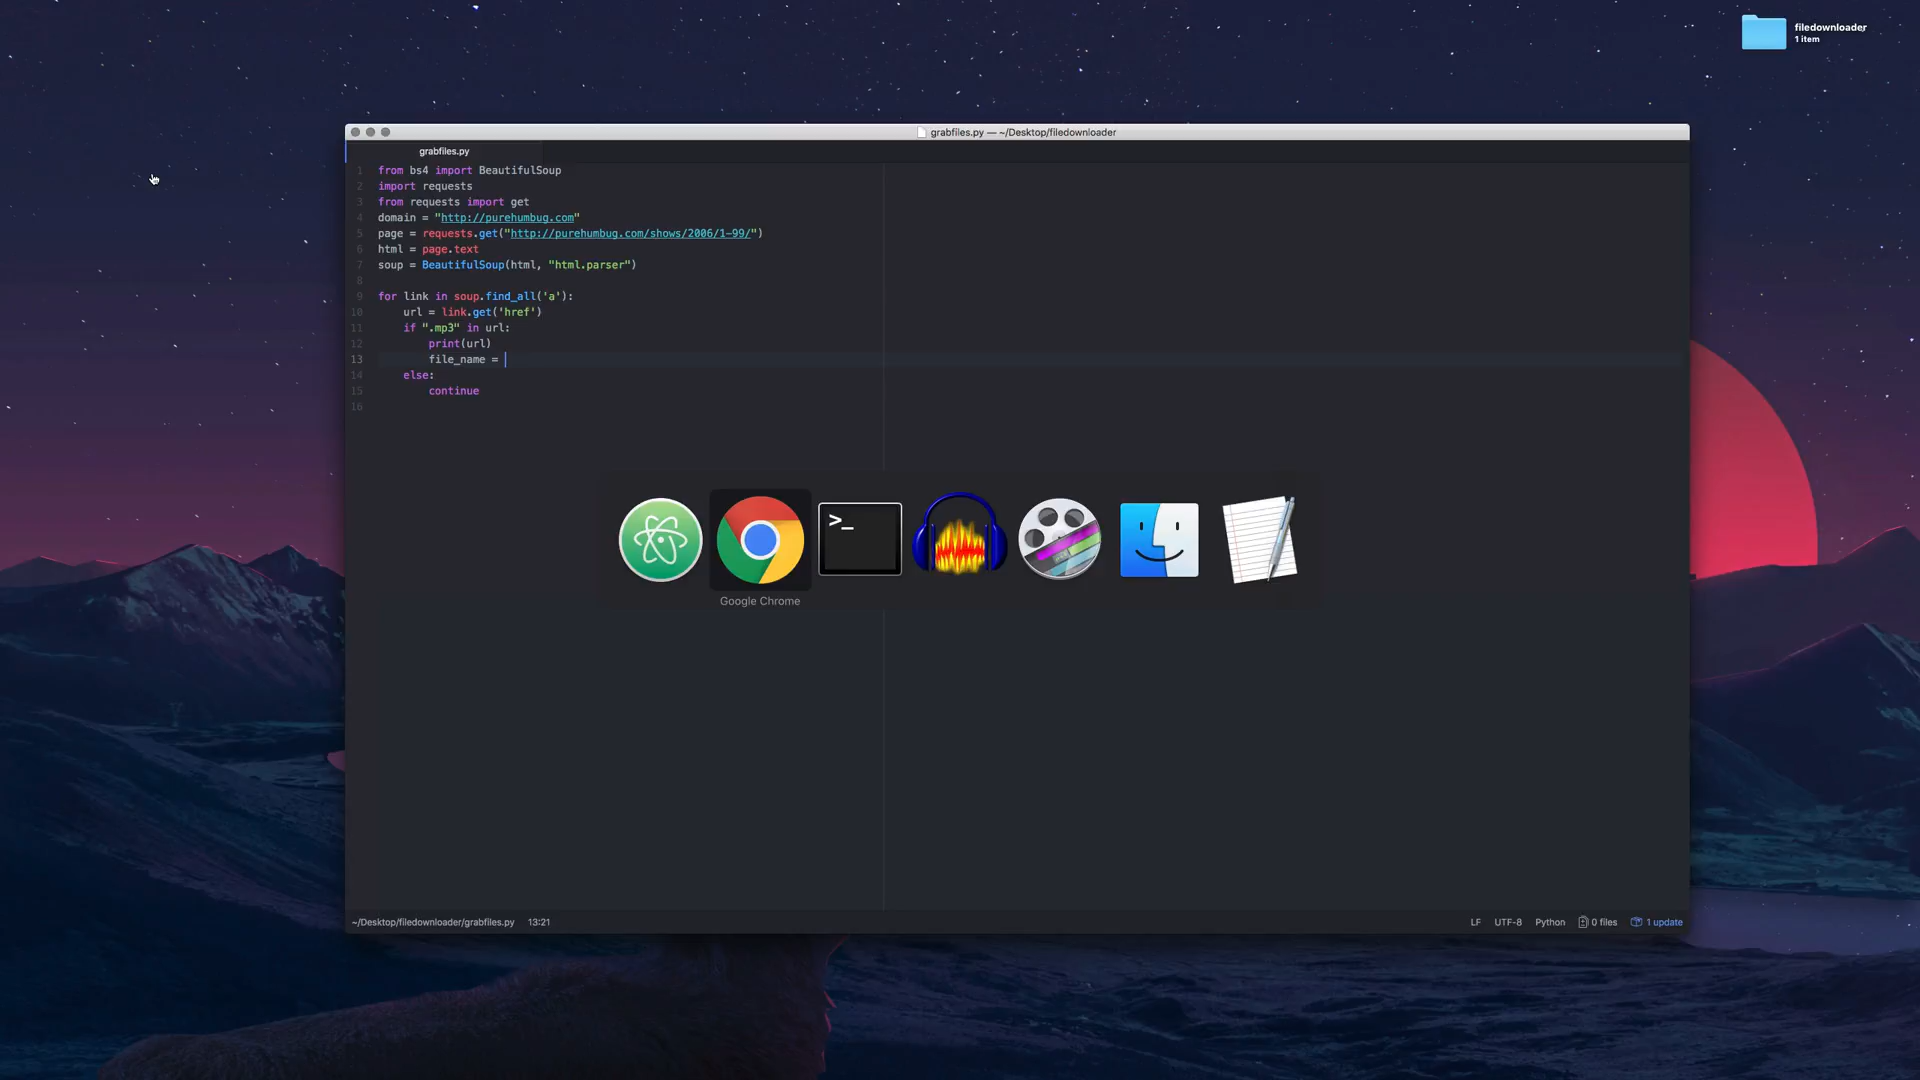 filedownloader
1 item
grabfiles.py — ~/Desktop/filedownloader
grabfiles.py
1 from bs4 import BeautifulSoup
2 import requests
3 from requests import get
4 domain = "http://purehumbug.com"
5 page = requests.get("http://purehumbug.com/shows/2006/1-99/")
6 html = page.text
7 soup = BeautifulSoup(html, "html.parser")
8
9 for link in soup.find_all('a'):
10 url = link.get('href')
11 if ".mp3" in url:
12 print(url)
13 file_name =
14 else:
15 continue
16
>_
Google Chrome
~/Desktop/filedownloader/grabfiles.py 13:21 LF UTF-8 Python 0 files 1 update